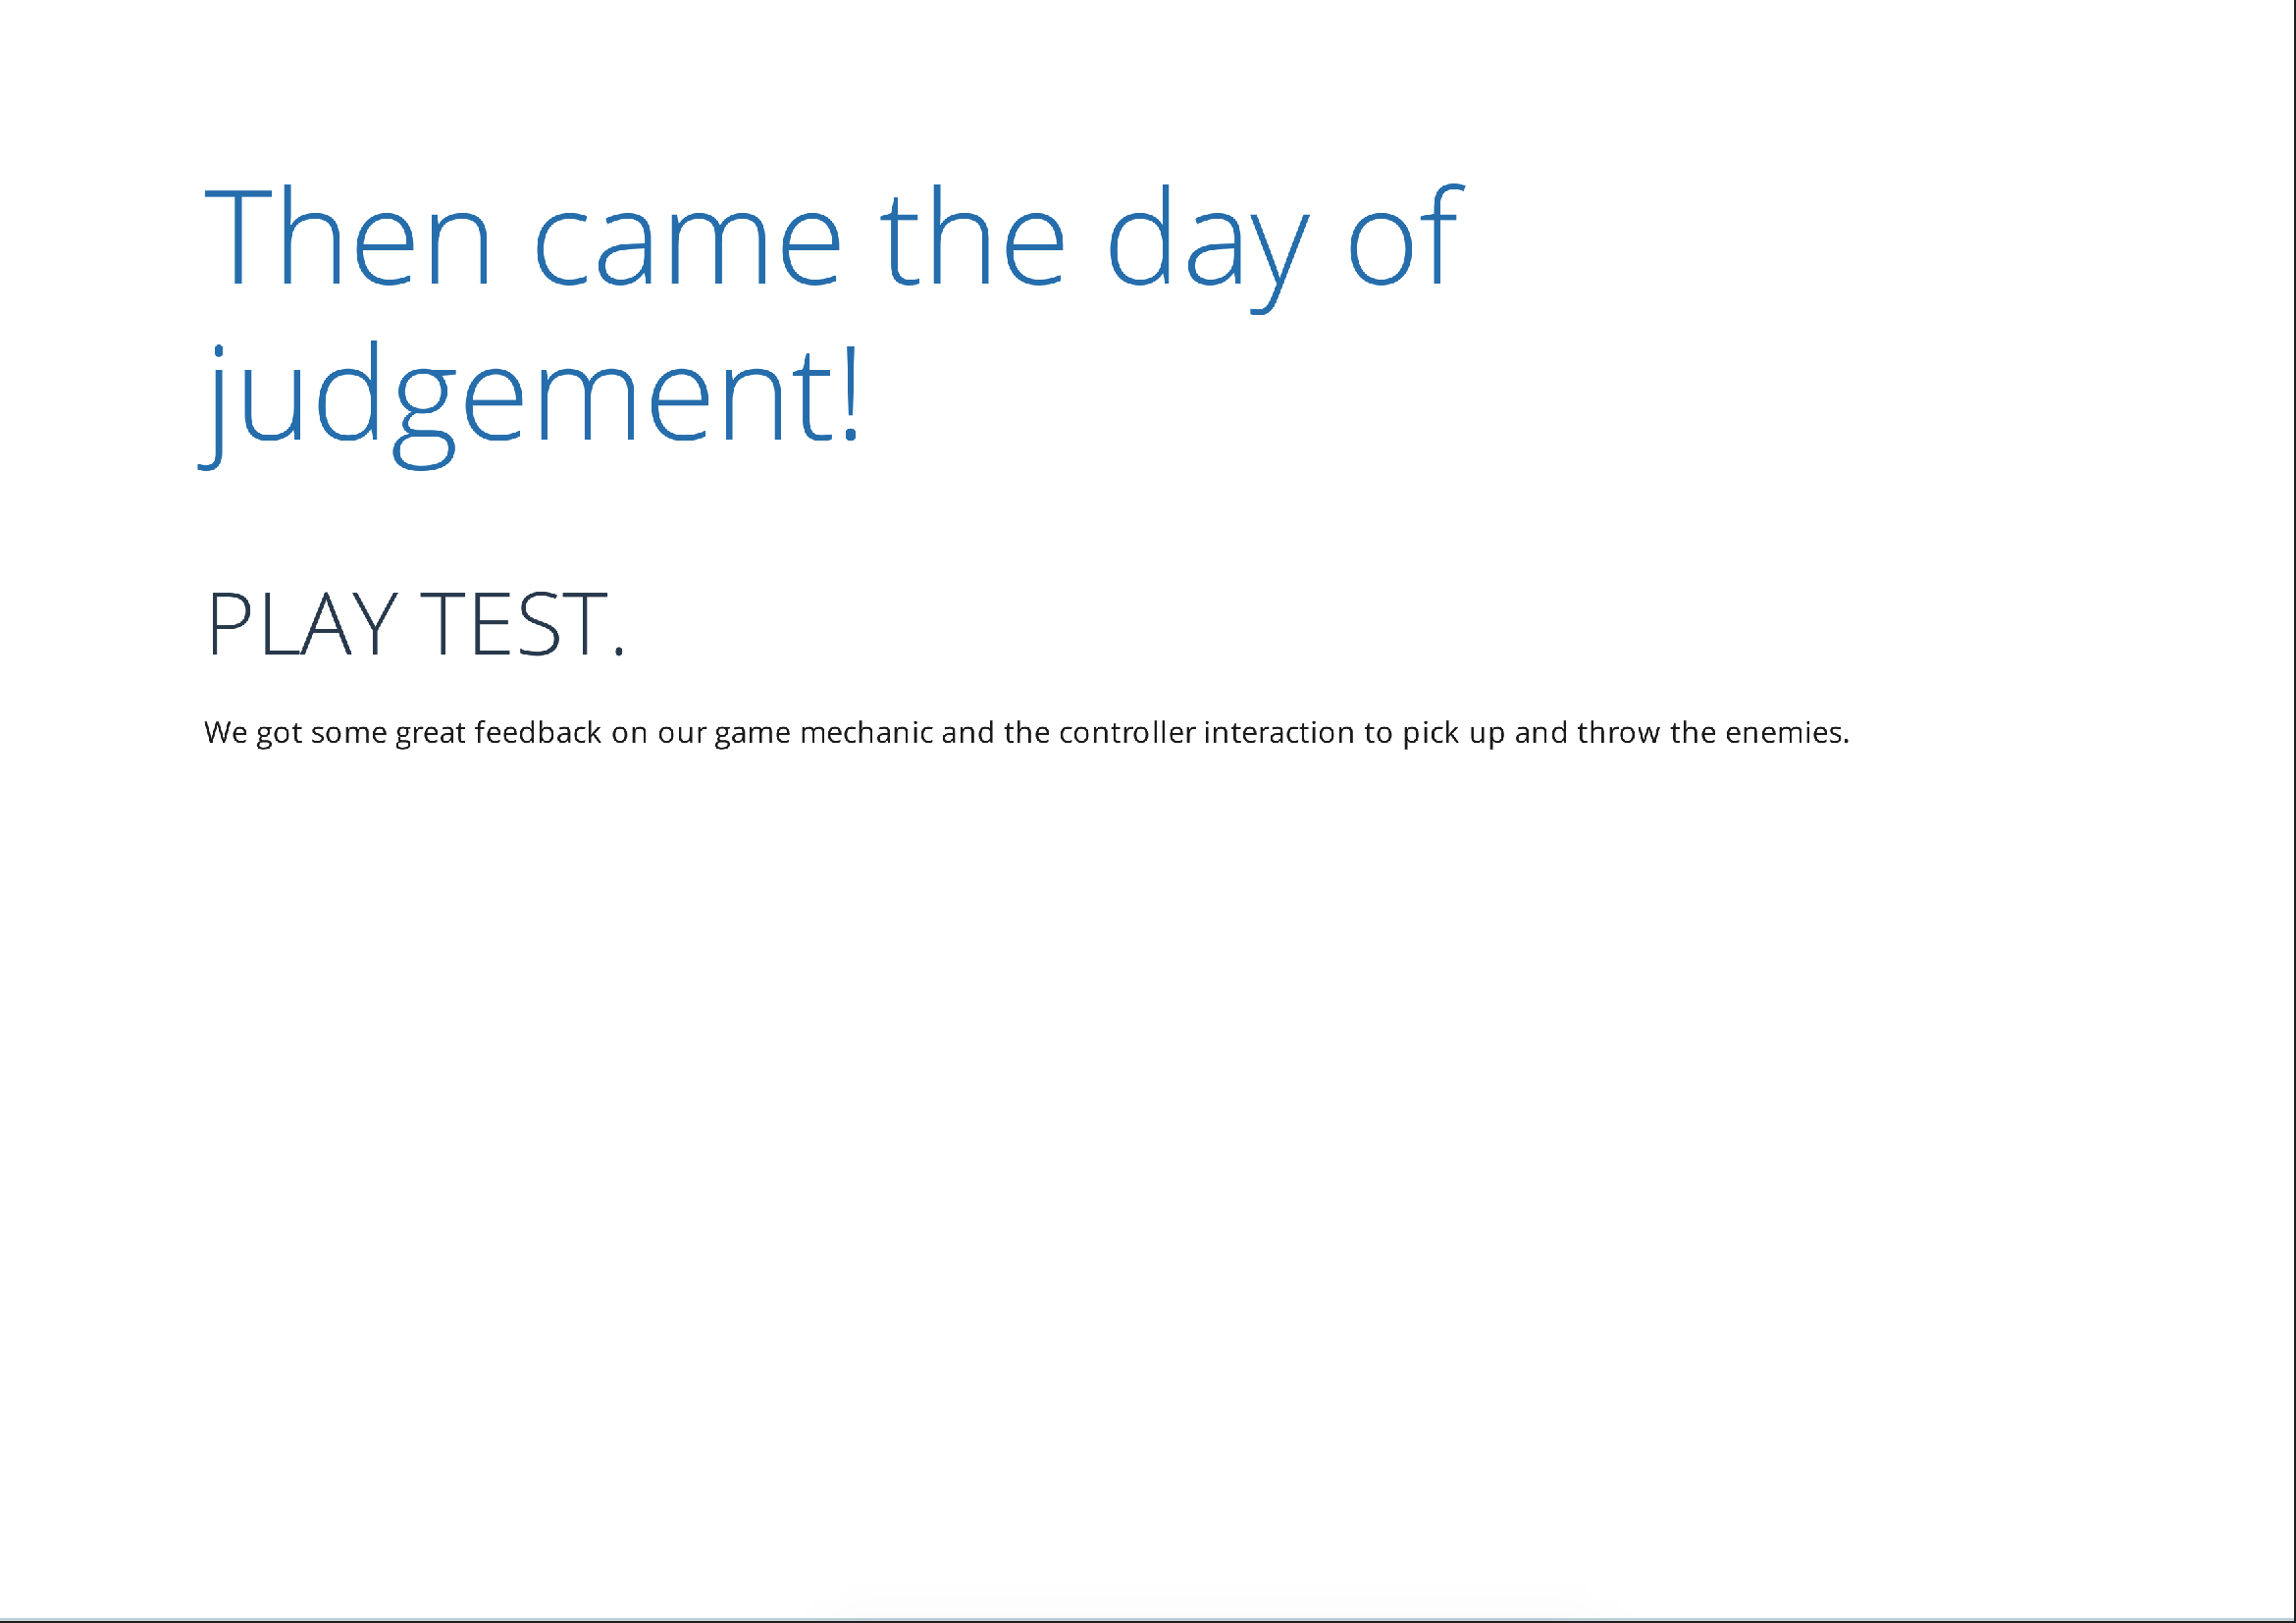 Then came the day of
judgement!
PLAY TEST.
We got some great feedback on our game mechanic and the controller interaction to pick up and throw the enemies.